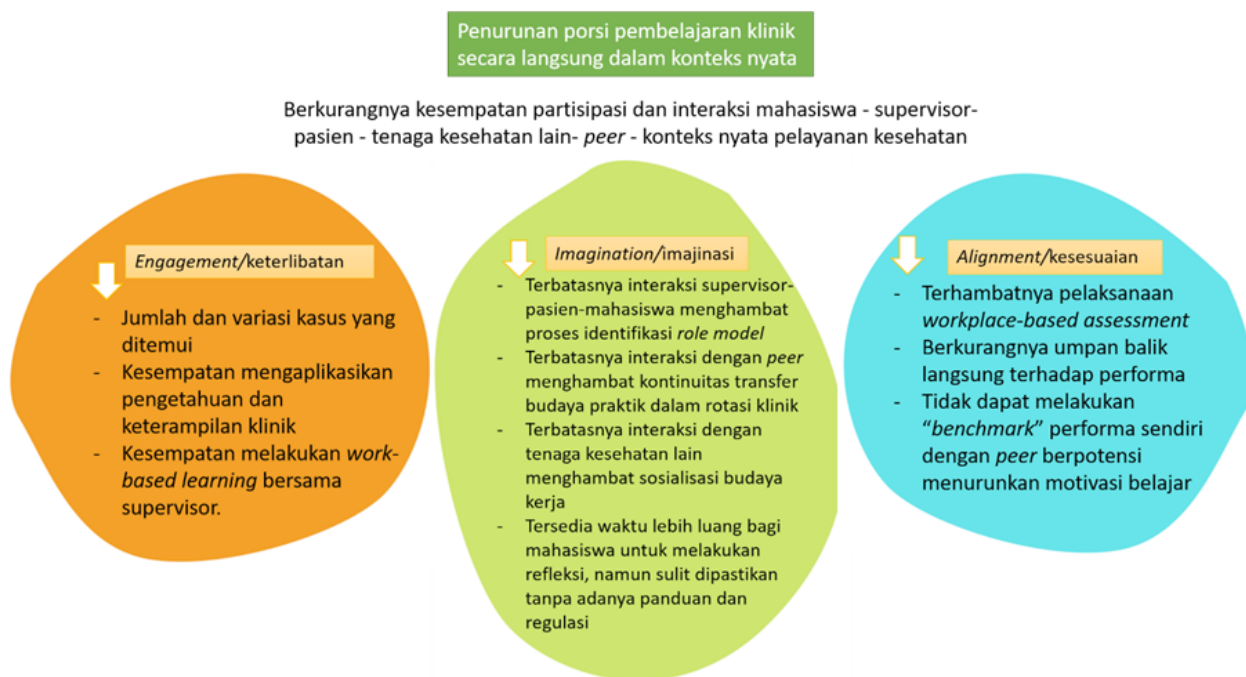 Penurunan porsi pembelajaran klinik
secara langsung dalam konteks nyata
Berkurangnya kesempatan partisipasi dan interaksi mahasiswa - supervisor-
pasien - tenaga kesehatan lain- peer - konteks nyata pelayanan kesehatan
Engagement/keterlibatan
- Jumlah dan variasi kasus yang
ditemui
- Kesempatan mengaplikasikan
pengetahuan dan
keterampilan klinik
- Kesempatan melakukan work-
based learning bersama
supervisor.
Imagination/imajinasi
- Terbatasnya interaksi supervisor-
pasien-mahasiswa menghambat
proses identifikasi role model
- Terbatasnya interaksi dengan peer
menghambat kontinuitas transfer
budaya praktik dalam rotasi klinik
- Terbatasnya interaksi dengan
tenaga kesehatan lain
menghambat sosialisasi budaya
kerja
- Tersedia waktu lebih luang bagi
mahasiswa untuk melakukan
refleksi, namun sulit dipastikan
tanpa adanya panduan dan
regulasi
Alignment/kesesuaian
- Terhambatnya pelaksanaan
workplace-based assessment
- Berkurangnya umpan balik
langsung terhadap performa
- Tidak dapat melakukan
“benchmark” performa sendiri
dengan peer berpotensi
menurunkan motivasi belajar